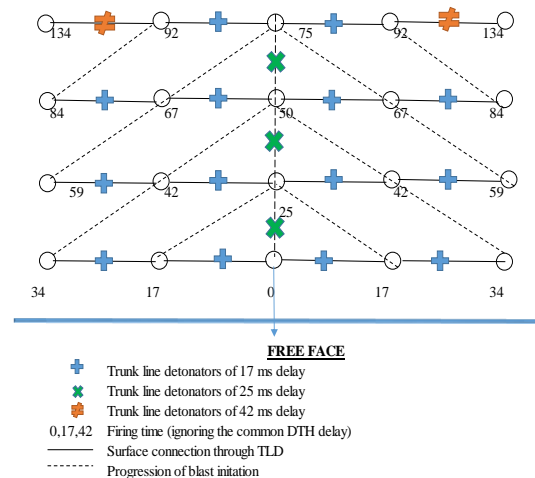 134 92 75 92 134
84 67 50 67 84
59 42 42 59
25
34 17 0 17 34
FREE FACE
Trunk line detonators of 17 ms delay
Trunk line detonators of 25 ms delay
Trunk line detonators of 42 ms delay
0,17,42 Firing time (ignoring the common DTH delay)
Surface connection through TLD
Progression of blast initation